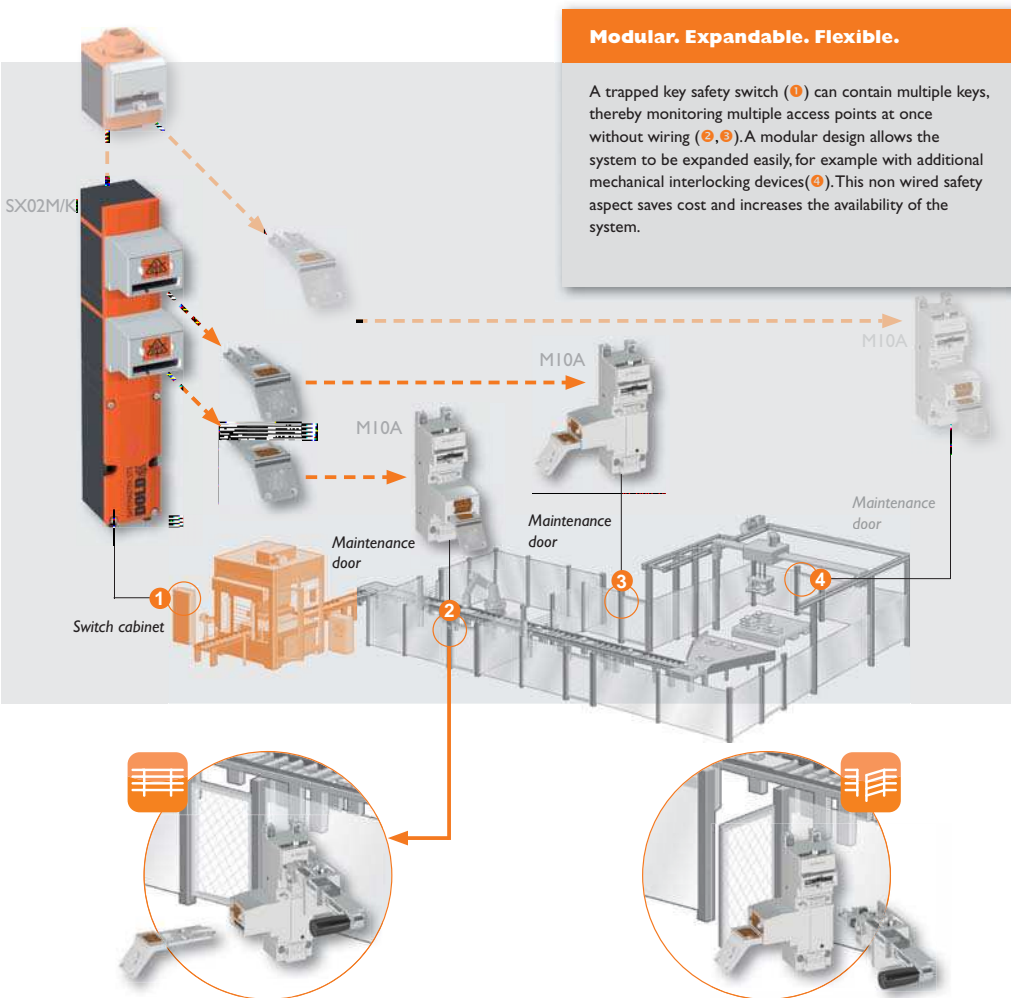 Modular. Expandable. Flexible.
A trapped key safety switch (1) can contain multiple keys,
thereby monitoring multiple access points at once
without wiring (2,3). A modular design allows the
system to be expanded easily, for example with additional
mechanical interlocking devices(4). This non wired safety
aspect saves cost and increases the availability of the
system.
SX02M/K
M10A
M10A
M10A
DOLD
Maintenance
door
Maintenance
door
Maintenance
door
1
2
3
4
Switch cabinet